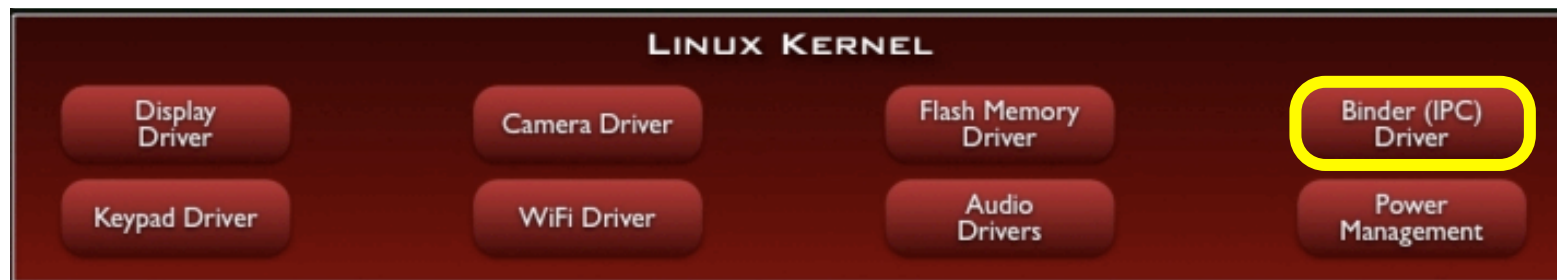 LINUX KERNEL
Display
Driver
Camera Driver
Flash Memory
Driver
Binder (IPC)
Driver
Keypad Driver
WiFi Driver
Audio
Drivers
Power
Management